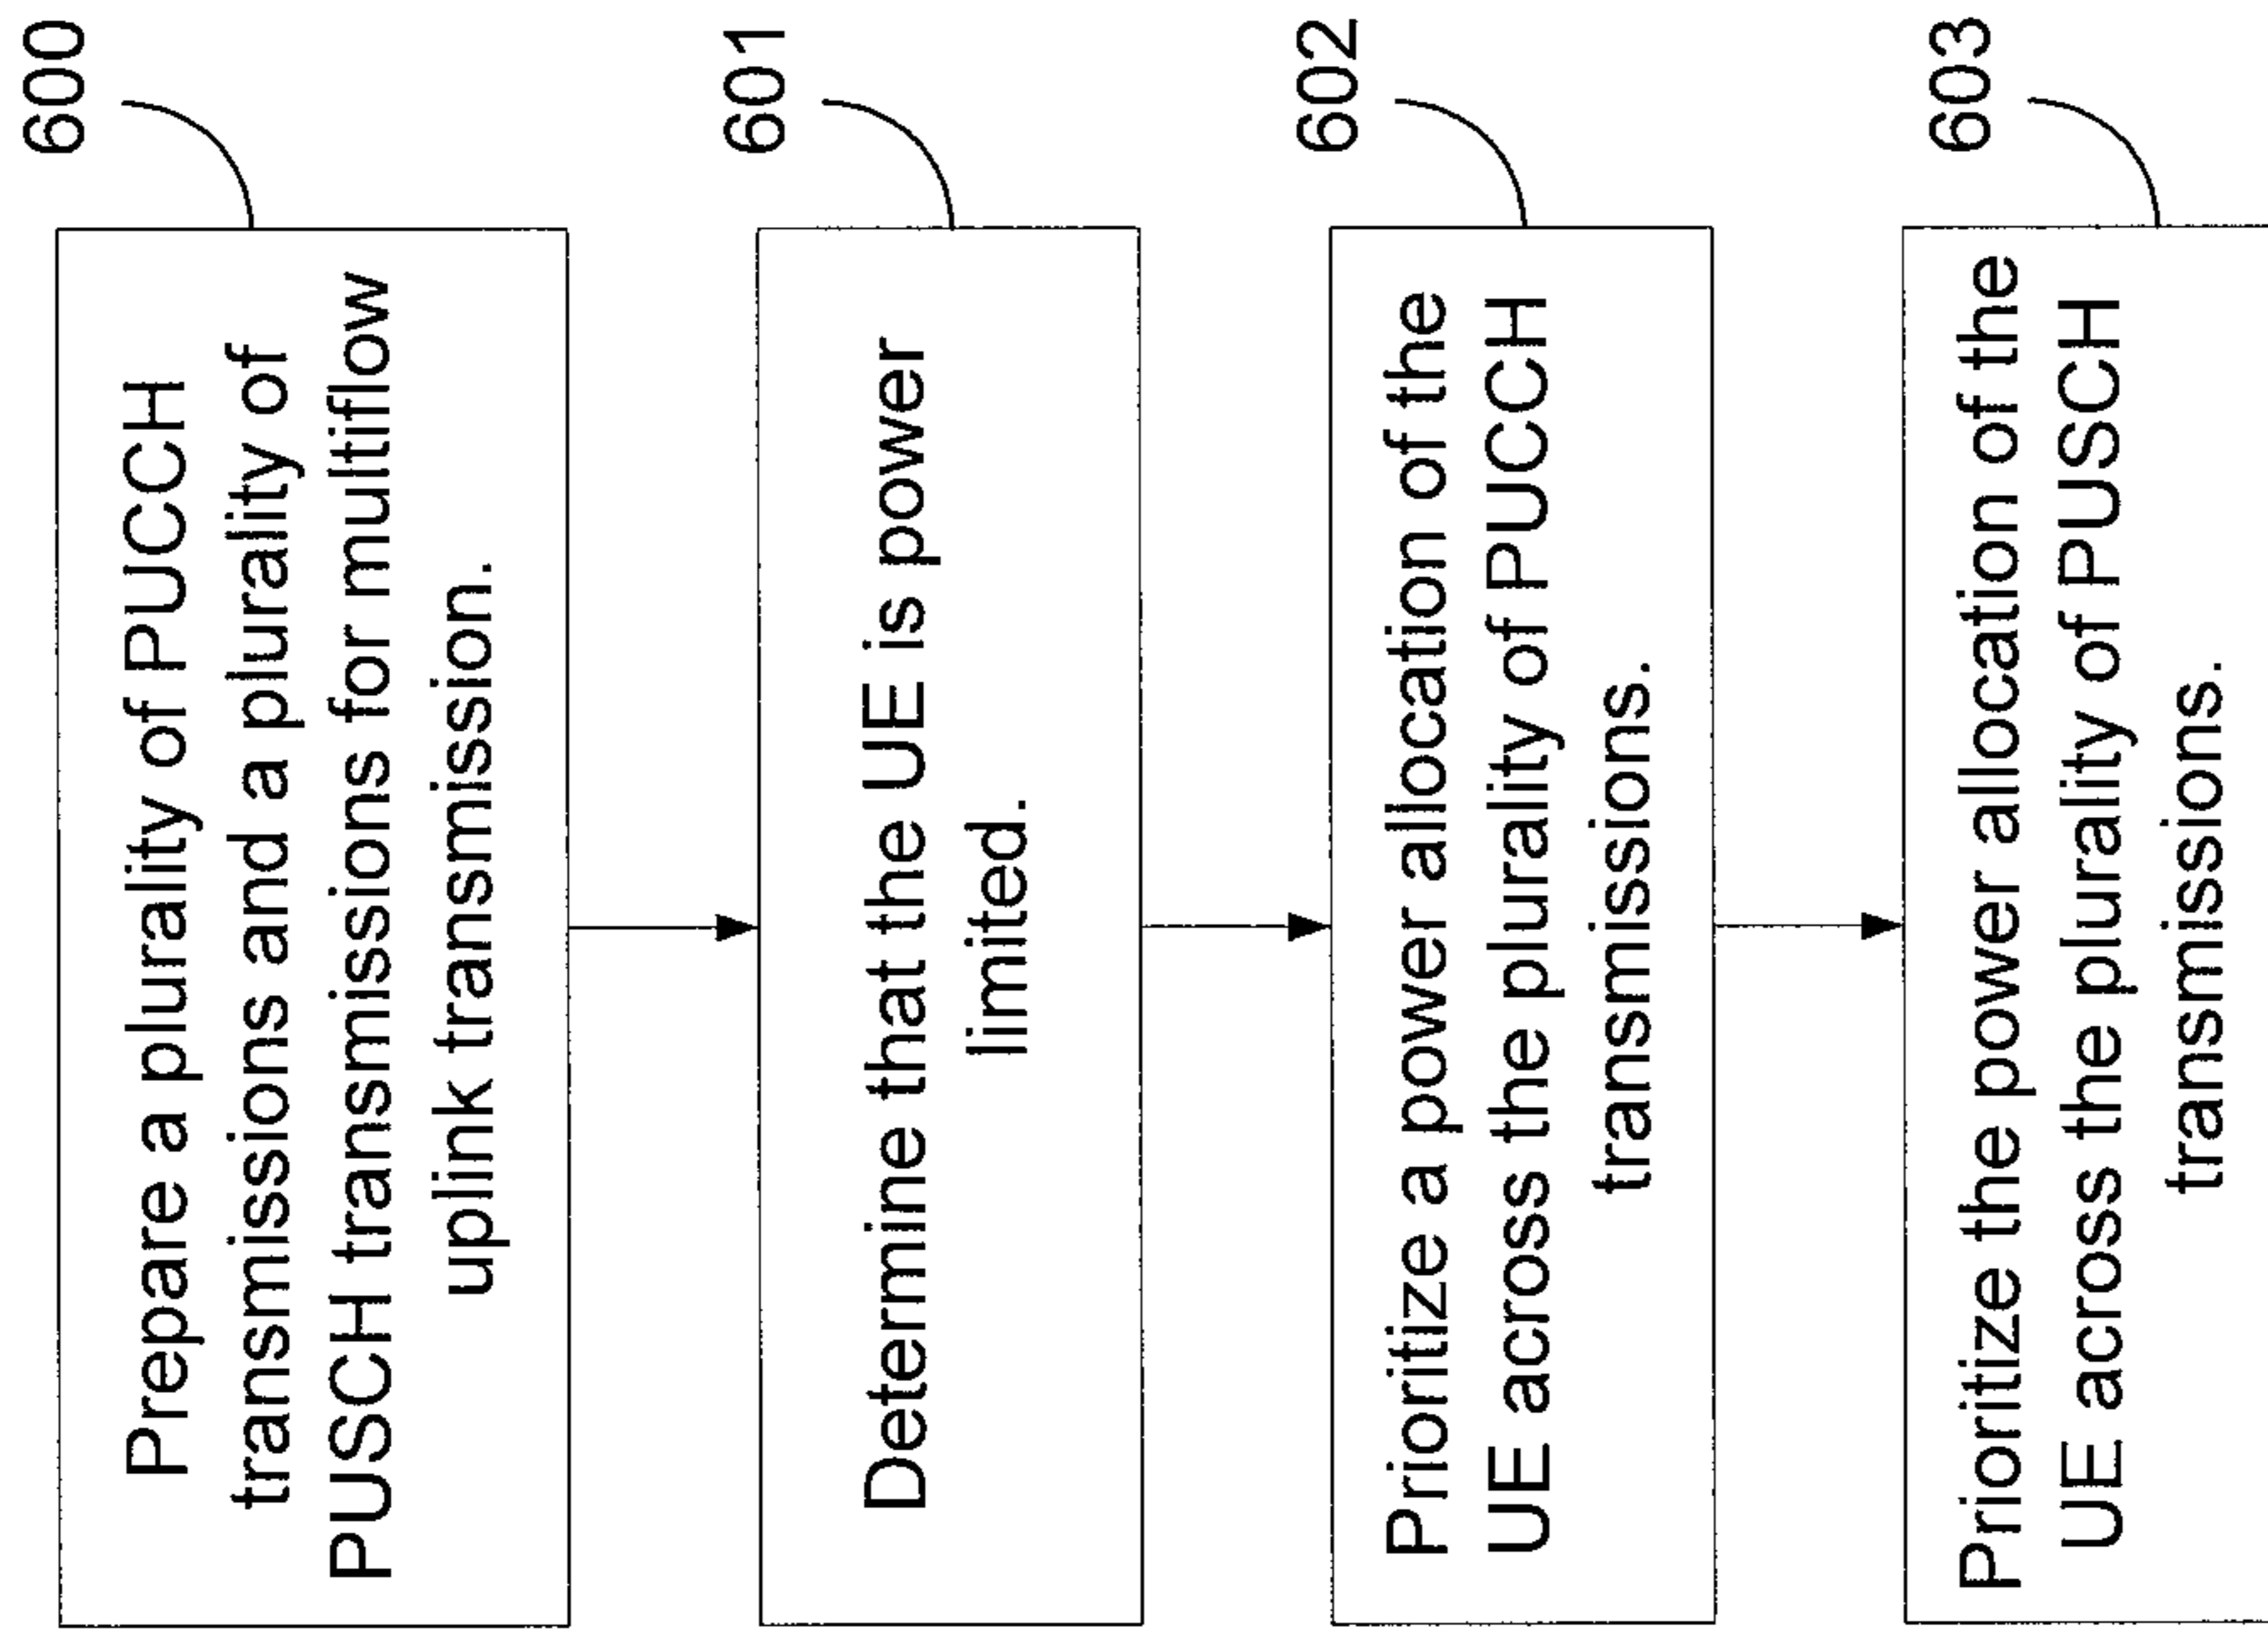 600
Prepare a plurality of PUCCH
transmissions and a plurality of
PUSCH transmissions for multiflow
uplink transmission.
601
Determine that the UE is power
limited.
602
Prioritize a power allocation of the
UE across the plurality of PUCCH
transmissions.
603
Prioritize the power allocation of the
UE across the plurality of PUSCH
transmissions.